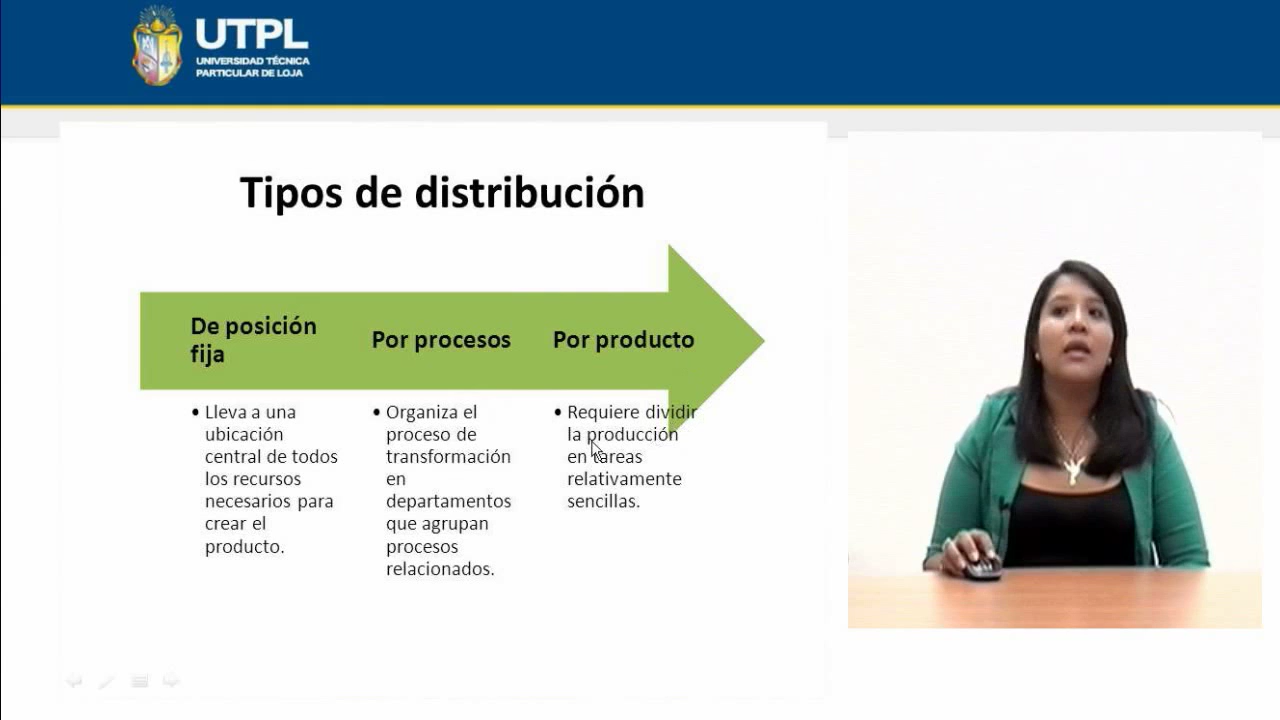 UTPL
UNIVERSIDAD TÉCNICA
PARTICULAR DE LOJA
Tipos de distribución
De posición
fija
• Lleva a una
ubicación
central de todos
los recursos
necesarios para
crear el
producto.
Por procesos
• Organiza el
proceso de
transformación
en
departamentos
que agrupan
procesos
relacionados.
Por producto
• Requiere dividir
la producción
en tareas
relativamente
sencillas.